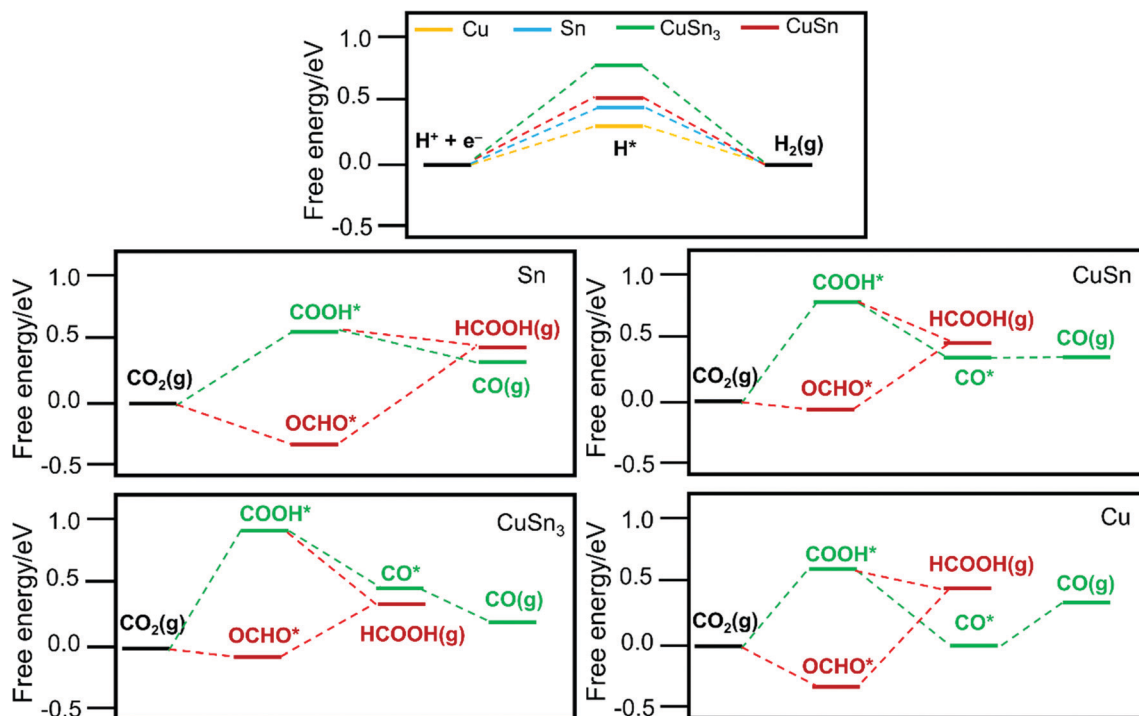 Cu Sn CuSn₃ CuSn
Free energy/eV
1.0
0.5
0.0
-0.5
H⁺ + e⁻
H*
H₂(g)
Sn
Free energy/eV
1.0
0.5
0.0
-0.5
CO₂(g)
COOH*
OCHO*
HCOOH(g)
CO(g)
CuSn
Free energy/eV
1.0
0.5
0.0
-0.5
CO₂(g)
COOH*
OCHO*
HCOOH(g)
CO*
CO(g)
CuSn₃
Free energy/eV
1.0
0.5
0.0
-0.5
CO₂(g)
COOH*
OCHO*
CO*
HCOOH(g)
CO(g)
Cu
Free energy/eV
1.0
0.5
0.0
-0.5
CO₂(g)
COOH*
OCHO*
HCOOH(g)
CO*
CO(g)